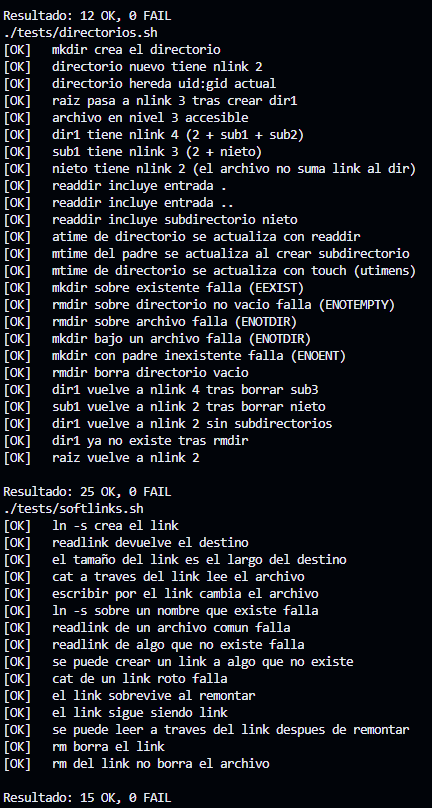 Resultado: 12 OK, 0 FAIL
./tests/directorios.sh
[OK] mkdir crea el directorio
[OK] directorio nuevo tiene nlink 2
[OK] directorio hereda uid:gid actual
[OK] raiz pasa a nlink 3 tras crear dir1
[OK] archivo en nivel 3 accesible
[OK] dir1 tiene nlink 4 (2 + sub1 + sub2)
[OK] sub1 tiene nlink 3 (2 + nieto)
[OK] nieto tiene nlink 2 (el archivo no suma link al dir)
[OK] readdir incluye entrada .
[OK] readdir incluye entrada ..
[OK] readdir incluye subdirectorio nieto
[OK] atime de directorio se actualiza con readdir
[OK] mtime del padre se actualiza al crear subdirectorio
[OK] mtime de directorio se actualiza con touch (utimens)
[OK] mkdir sobre existente falla (EEXIST)
[OK] rmdir sobre directorio no vacio falla (ENOTEMPTY)
[OK] rmdir sobre archivo falla (ENOTDIR)
[OK] mkdir bajo un archivo falla (ENOTDIR)
[OK] mkdir con padre inexistente falla (ENOENT)
[OK] rmdir borra directorio vacio
[OK] dir1 vuelve a nlink 4 tras borrar sub3
[OK] sub1 vuelve a nlink 2 tras borrar nieto
[OK] dir1 vuelve a nlink 2 sin subdirectorios
[OK] dir1 ya no existe tras rmdir
[OK] raiz vuelve a nlink 2
Resultado: 25 OK, 0 FAIL
./tests/softlinks.sh
[OK] ln -s crea el link
[OK] readlink devuelve el destino
[OK] el tamaño del link es el largo del destino
[OK] cat a traves del link lee el archivo
[OK] escribir por el link cambia el archivo
[OK] ln -s sobre un nombre que existe falla
[OK] readlink de un archivo comun falla
[OK] readlink de algo que no existe falla
[OK] se puede crear un link a algo que no existe
[OK] cat de un link roto falla
[OK] el link sobrevive al remontar
[OK] el link sigue siendo link
[OK] se puede leer a traves del link despues de remontar
[OK] rm borra el link
[OK] rm del link no borra el archivo
Resultado: 15 OK, 0 FAIL